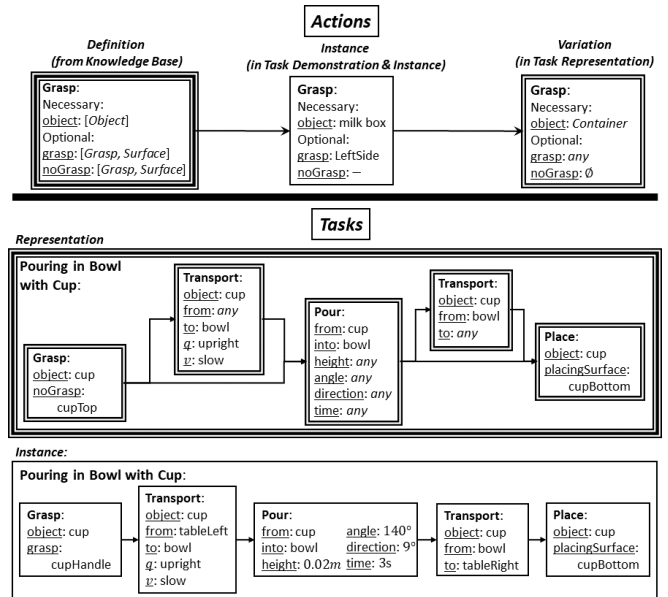 Actions
Definition
(from Knowledge Base)
Instance
(in Task Demonstration & Instance)
Variation
(in Task Representation)
Grasp:
Necessary:
object: [Object]
Optional:
grasp: [Grasp, Surface]
noGrasp: [Grasp, Surface]
Grasp:
Necessary:
object: milk box
Optional:
grasp: LeftSide
noGrasp: −
Grasp:
Necessary:
object: Container
Optional:
grasp: any
noGrasp: Ø
Tasks
Representation
Pouring in Bowl
with Cup:
Grasp:
object: cup
noGrasp:
cupTop
Transport:
object: cup
from: any
to: bowl
q: upright
v: slow
Pour:
from: cup
into: bowl
height: any
angle: any
direction: any
time: any
Transport:
object: cup
from: bowl
to: any
Place:
object: cup
placingSurface:
cupBottom
Instance:
Pouring in Bowl with Cup:
Grasp:
object: cup
grasp:
cupHandle
Transport:
object: cup
from: tableLeft
to: bowl
q: upright
v: slow
Pour:
from: cup angle: 140°
into: bowl direction: 9°
height: 0.02m time: 3s
Transport:
object: cup
from: bowl
to: tableRight
Place:
object: cup
placingSurface:
cupBottom